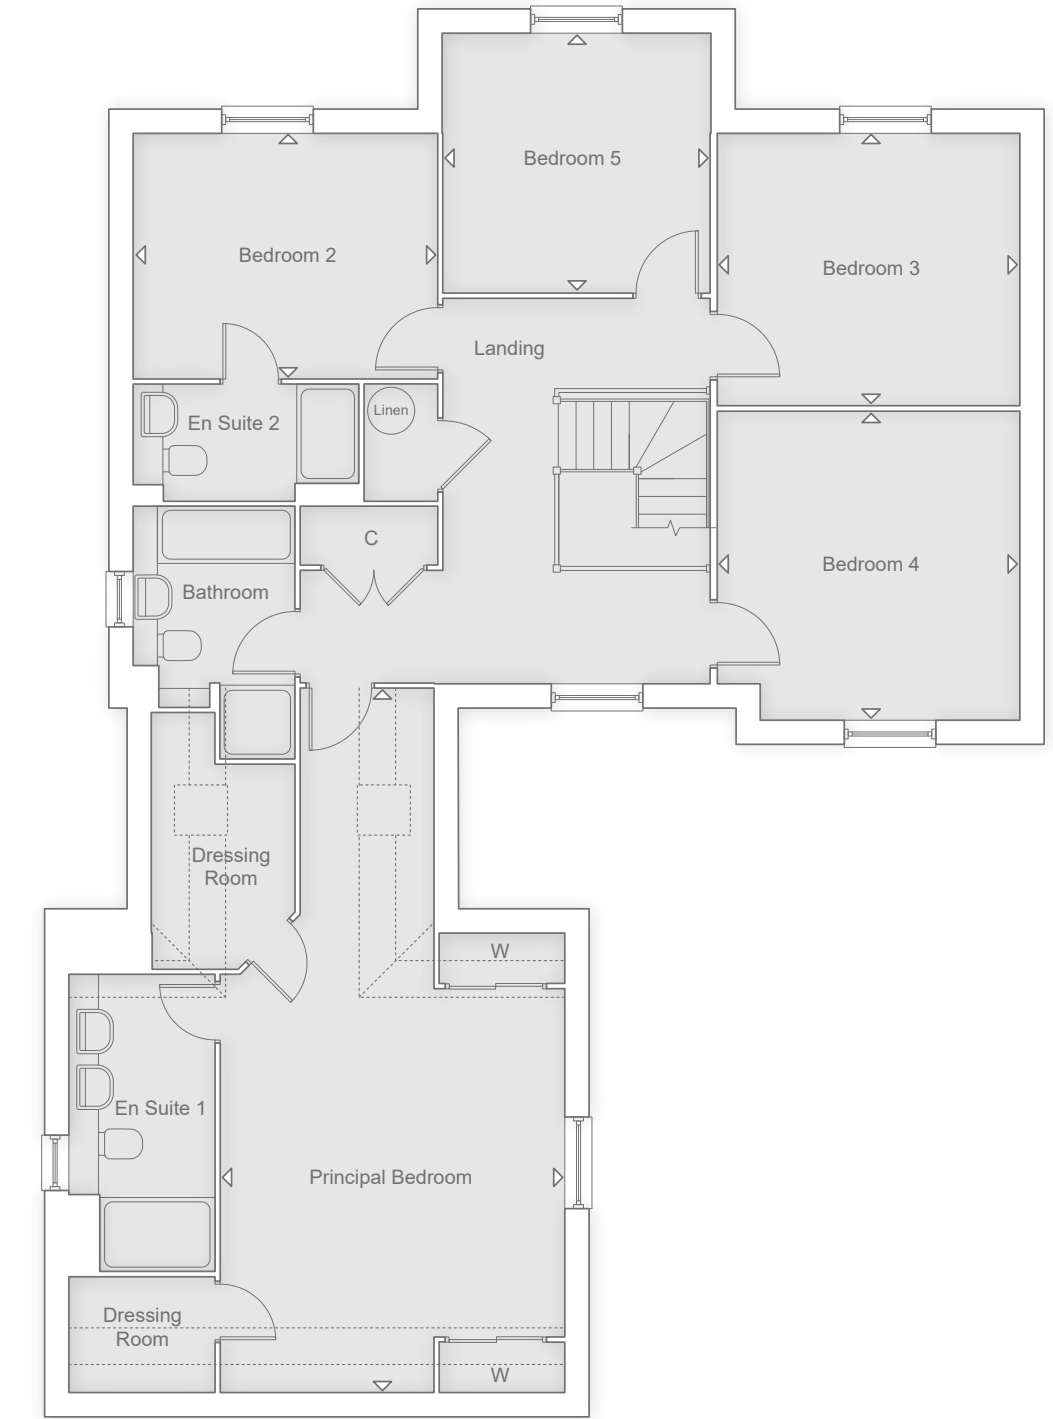 Bedroom 5
Bedroom 2
Bedroom 3
Landing
Linen
En Suite 2
C
Bedroom 4
Bathroom
Dressing
Room
W
En Suite 1
Principal Bedroom
Dressing
Room
W